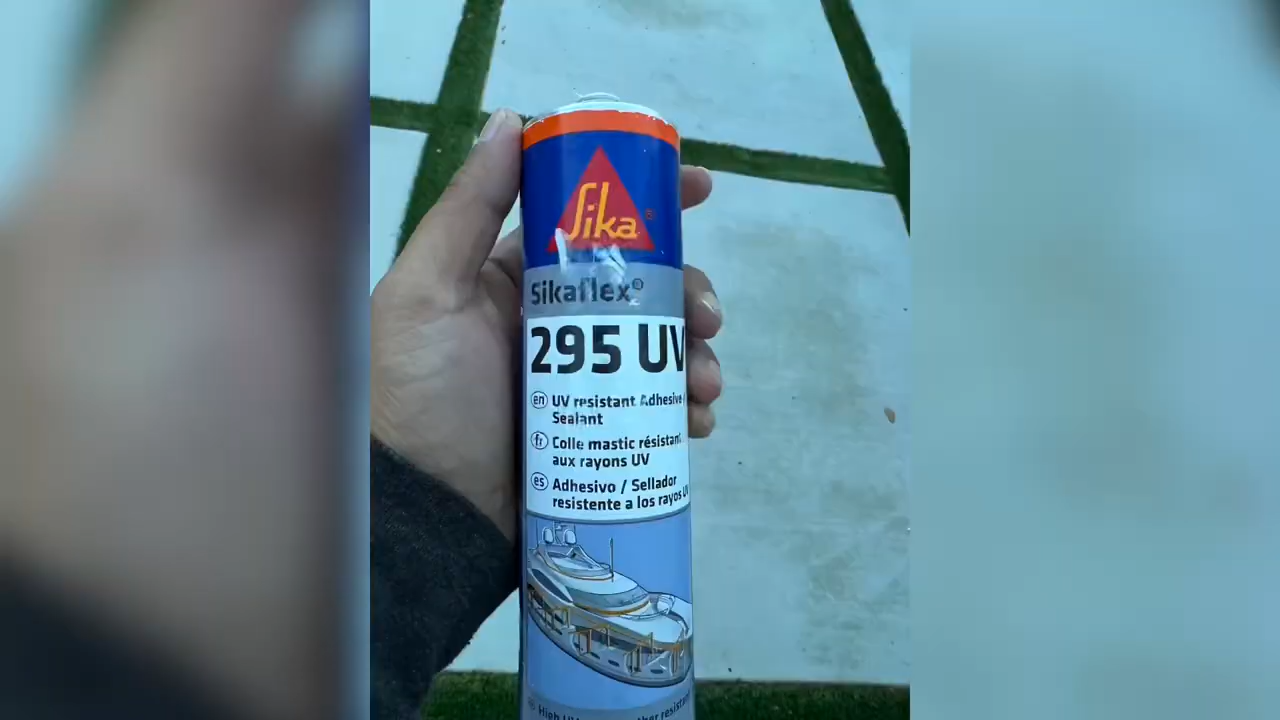 Sika®
Sikaflex®
295 UV
en UV resistant Adhesive
Sealant
fr Colle mastic résistant
aux rayons UV
es Adhesivo / Sellador
resistente a los rayos U
High U